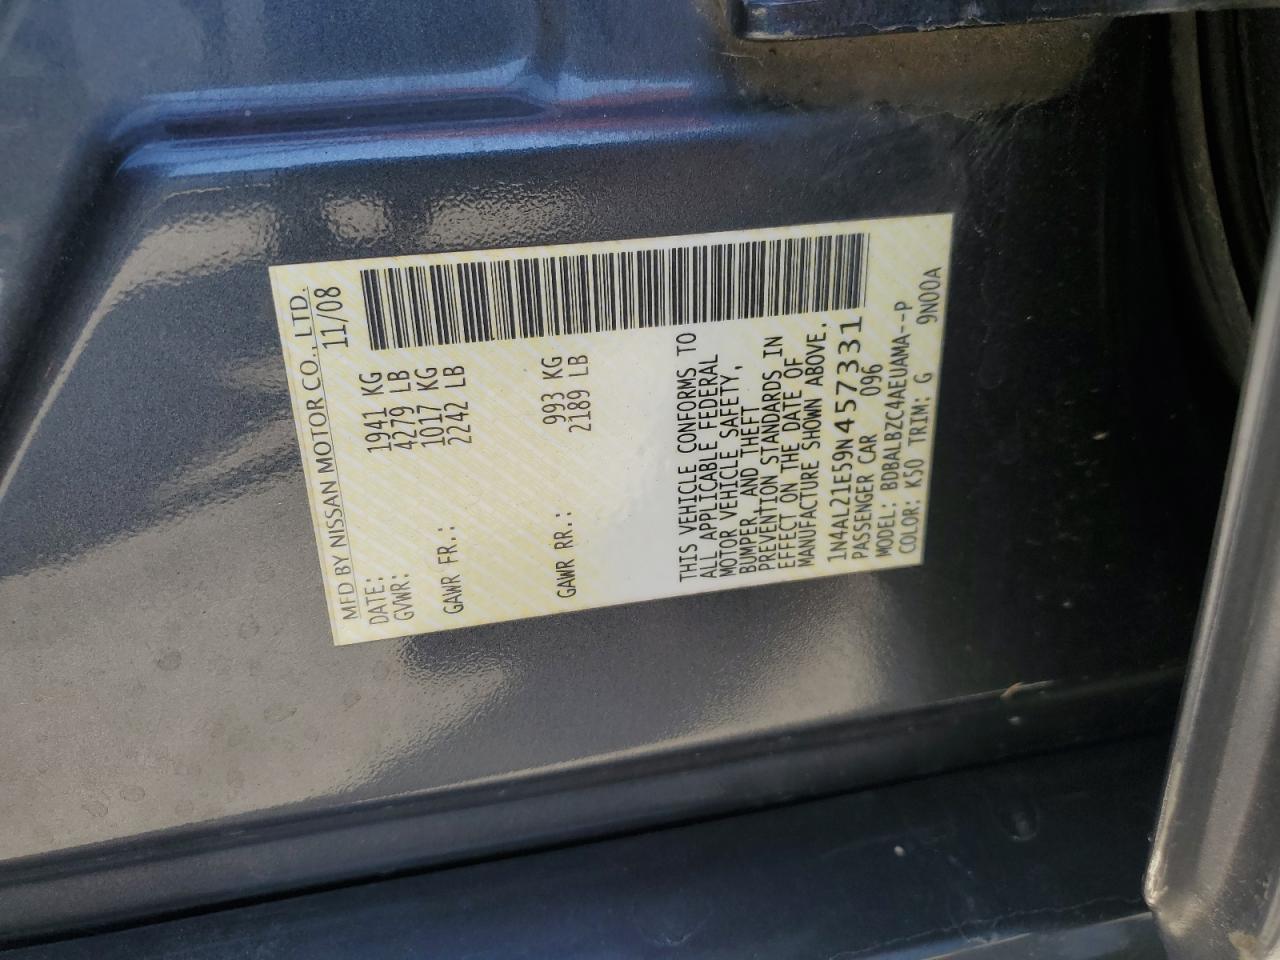 MFD BY NISSAN MOTOR CO., LTD.
DATE: 11/08
GVWR: 1941 KG
4279 LB
GAWR FR.: 1017 KG
2242 LB
GAWR RR.: 993 KG
2189 LB
THIS VEHICLE CONFORMS TO
ALL APPLICABLE FEDERAL
MOTOR VEHICLE SAFETY,
BUMPER, AND THEFT
PREVENTION STANDARDS IN
EFFECT ON THE DATE OF
MANUFACTURE SHOWN ABOVE.
1N4AL21E59N457331
PASSENGER CAR 096
MODEL: BDBALBZC4AEUAMA--P
COLOR: K50 TRIM: G 9N00A